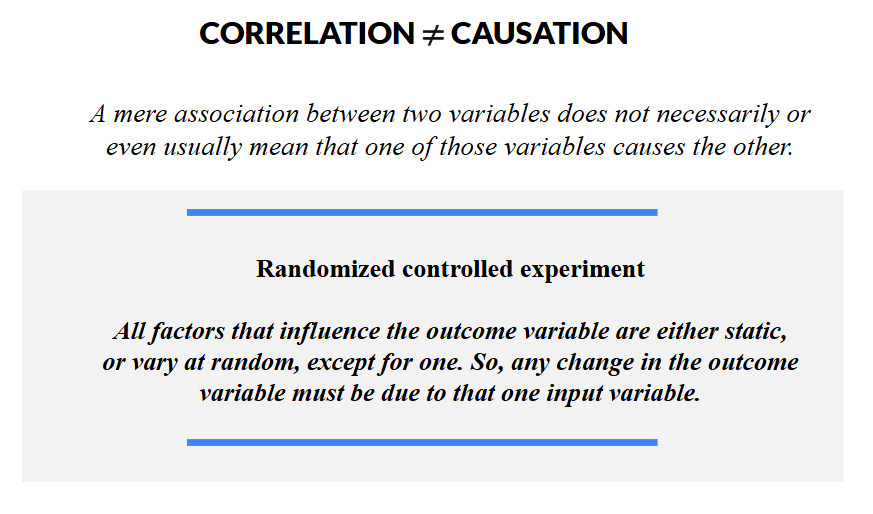 CORRELATION ≠ CAUSATION
A mere association between two variables does not necessarily or
even usually mean that one of those variables causes the other.
Randomized controlled experiment
All factors that influence the outcome variable are either static,
or vary at random, except for one. So, any change in the outcome
variable must be due to that one input variable.